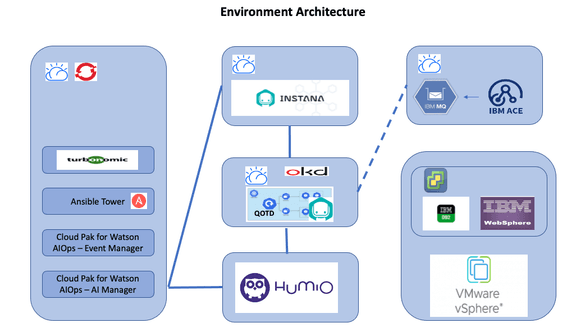 Environment Architecture
turbonomic
Ansible Tower
Cloud Pak for Watson
AIOps – Event Manager
Cloud Pak for Watson
AIOps – AI Manager
INSTANA
okd
QOTD
HUMIO
IBM MQ
IBM ACE
IBM
DB2
IBM
WebSphere
VMware
vSphere®